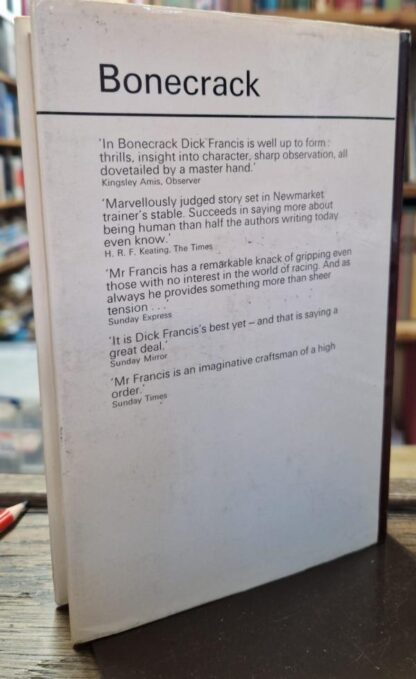 Bonecrack
'In Bonecrack Dick Francis is well up to form:
thrills, insight into character, sharp observation, all
dovetailed by a master hand.'
Kingsley Amis, Observer
'Marvellously judged story set in Newmarket
trainer's stable. Succeeds in saying more about
being human than half the authors writing today
even know.'
H. R. F. Keating, The Times
'Mr Francis has a remarkable knack of gripping even
those with no interest in the world of racing. And as
always he provides something more than sheer
tension . . .
Sunday Express
'It is Dick Francis's best yet – and that is saying a
great deal.'
Sunday Mirror
'Mr Francis is an imaginative craftsman of a high
order.'
Sunday Times